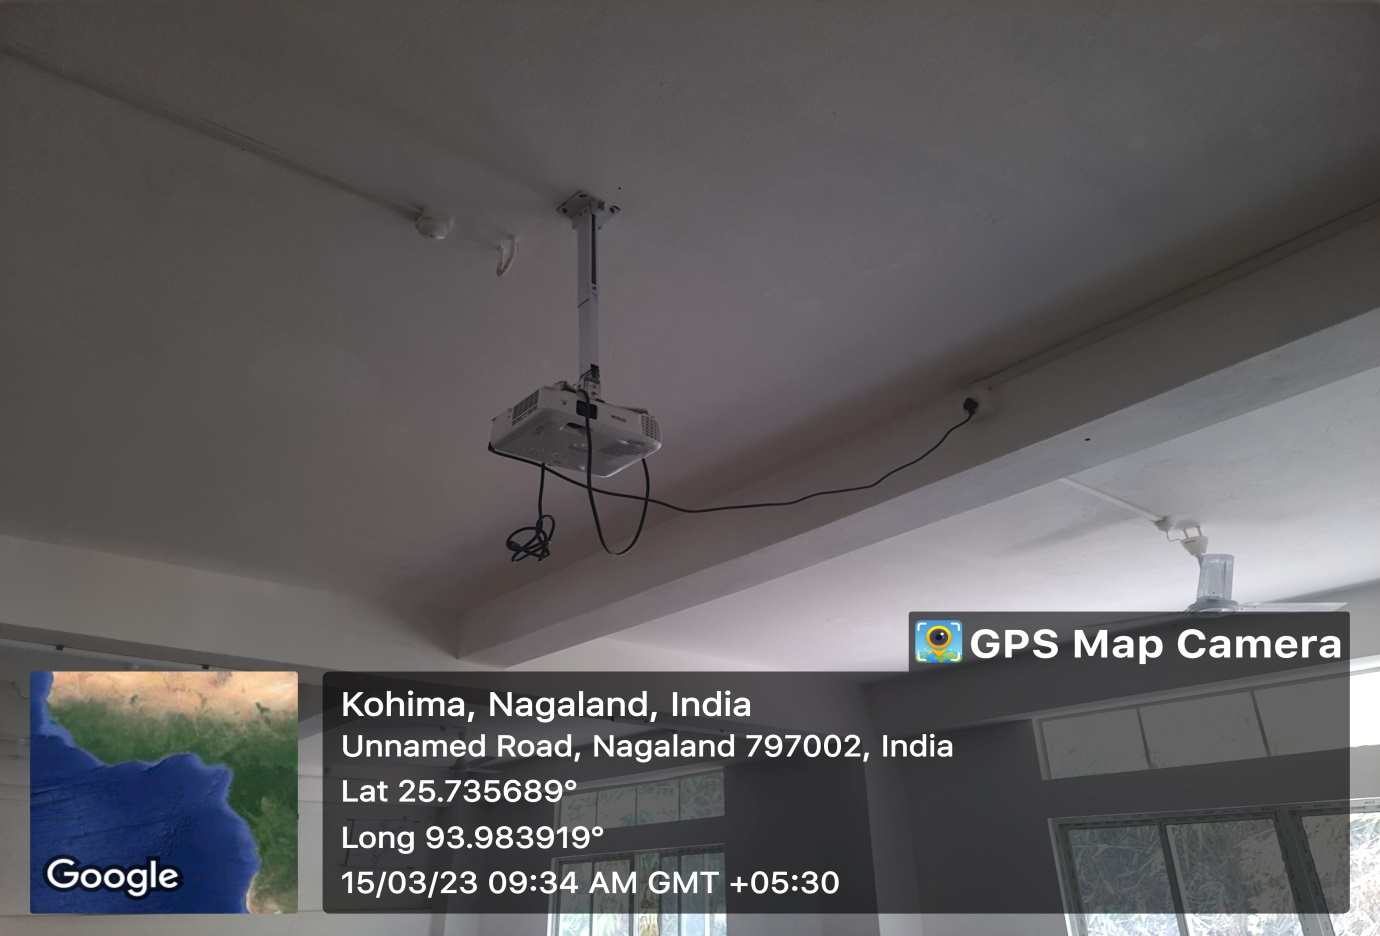 GPS Map Camera
Kohima, Nagaland, India
Unnamed Road, Nagaland 797002, India
Lat 25.735689°
Long 93.983919°
15/03/23 09:34 AM GMT +05:30
Google